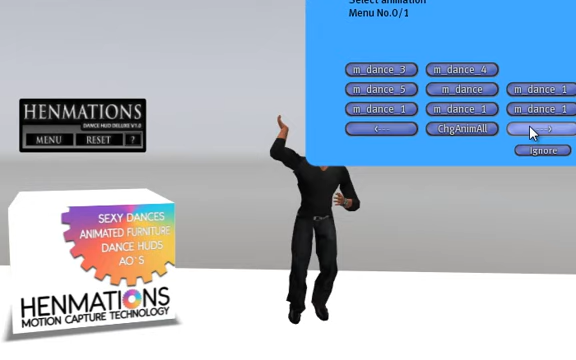 Select animation
Menu No.0/1
m_dance_3 m_dance_4
m_dance_5 m_dance m_dance_1
m_dance_1 m_dance_1 m_dance_1
<-- ChgAnimAll
Ignore
HENMATIONS
DANCE HUD DELUXE V1.0
MENU RESET ?
SEXY DANCES
ANIMATED FURNITURE
DANCE HUDS
AO`S
HENMATIONS
MOTION CAPTURE TECHNOLOGY